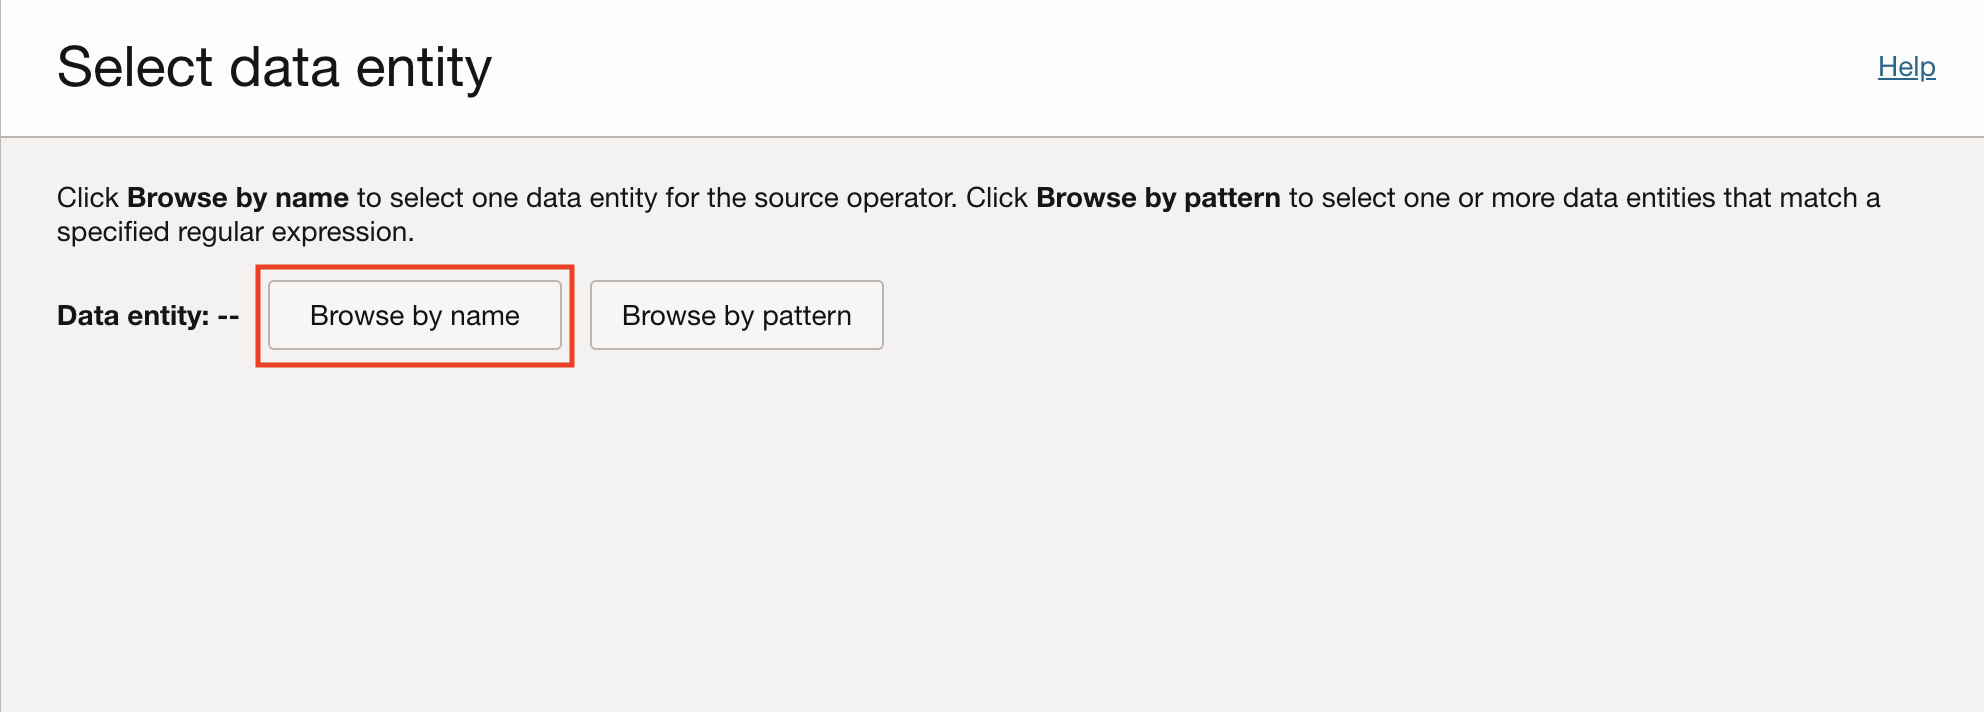 Select data entity
Help
Click Browse by name to select one data entity for the source operator. Click Browse by pattern to select one or more data entities that match a
specified regular expression.
Data entity: -- Browse by name Browse by pattern